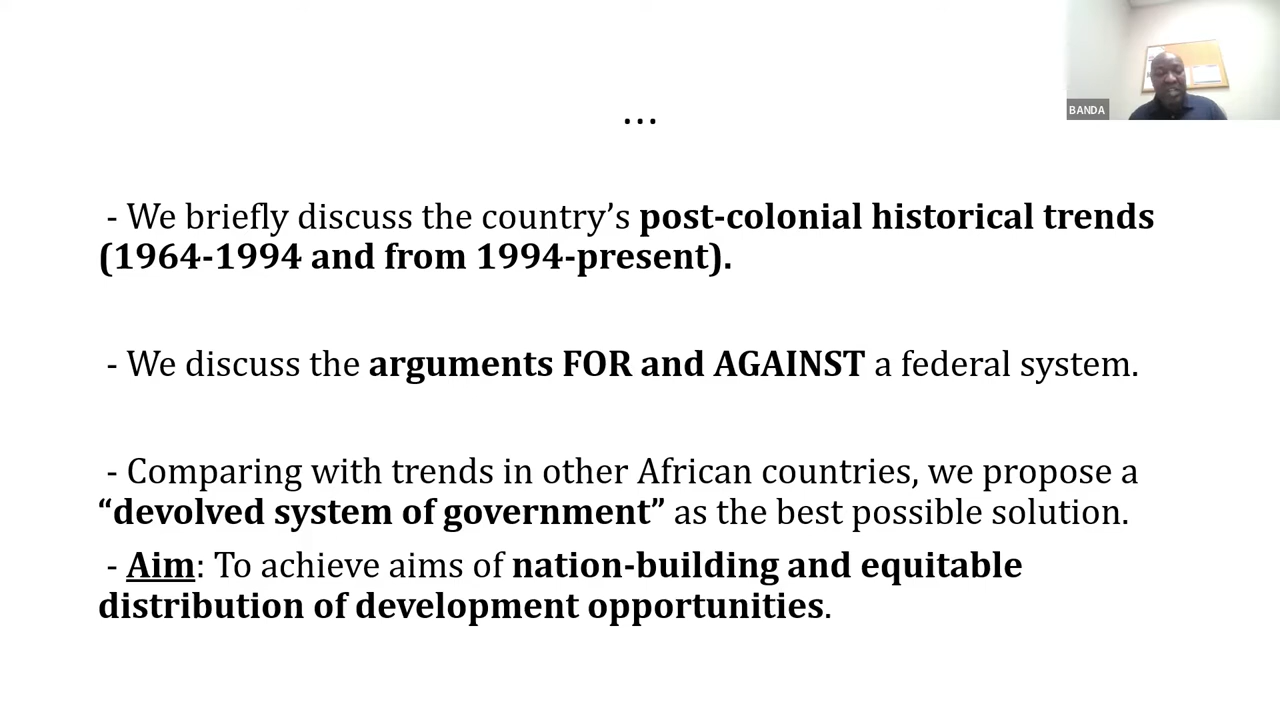 BANDA
...
- We briefly discuss the country’s post-colonial historical trends
(1964-1994 and from 1994-present).
- We discuss the arguments FOR and AGAINST a federal system.
- Comparing with trends in other African countries, we propose a
“devolved system of government” as the best possible solution.
- Aim: To achieve aims of nation-building and equitable
distribution of development opportunities.